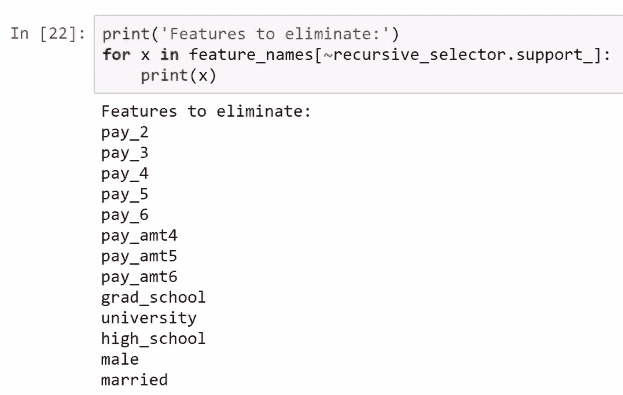 In [22]: print('Features to eliminate:')
for x in feature_names[~recursive_selector.support_]:
    print(x)
Features to eliminate:
pay_2
pay_3
pay_4
pay_5
pay_6
pay_amt4
pay_amt5
pay_amt6
grad_school
university
high_school
male
married